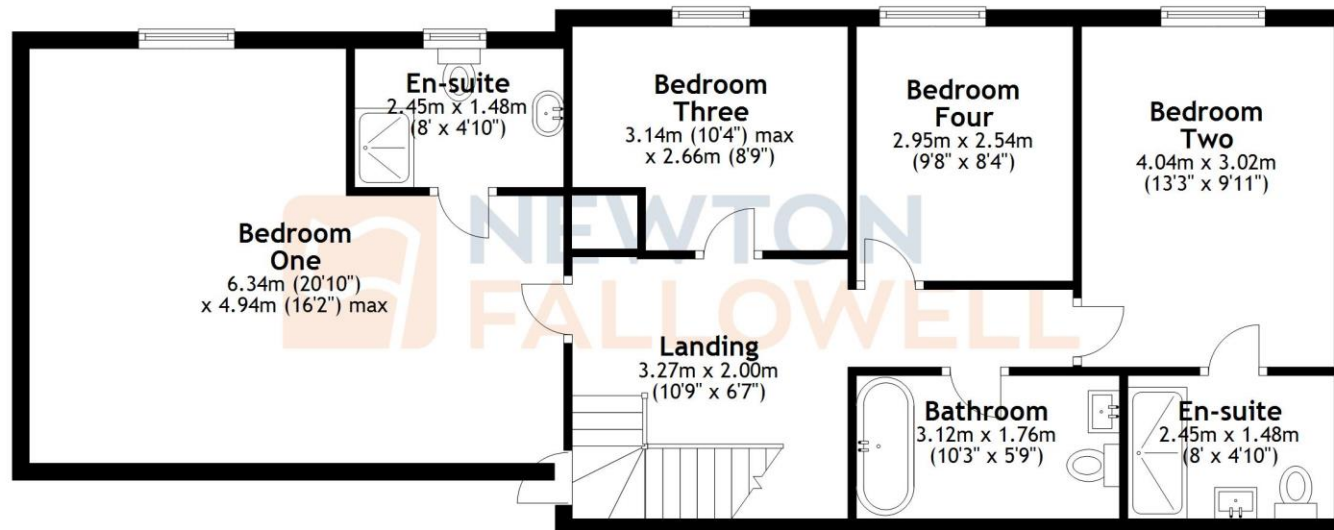 En-suite
2.45m x 1.48m
(8' x 4'10")
Bedroom
Three
3.14m (10'4") max
x 2.66m (8'9")
Bedroom
Four
2.95m x 2.54m
(9'8" x 8'4")
Bedroom
Two
4.04m x 3.02m
(13'3" x 9'11")
Bedroom
One
6.34m (20'10")
x 4.94m (16'2") max
NEWTON
FALLOWELL
Landing
3.27m x 2.00m
(10'9" x 6'7")
Bathroom
3.12m x 1.76m
(10'3" x 5'9")
En-suite
2.45m x 1.48m
(8' x 4'10")